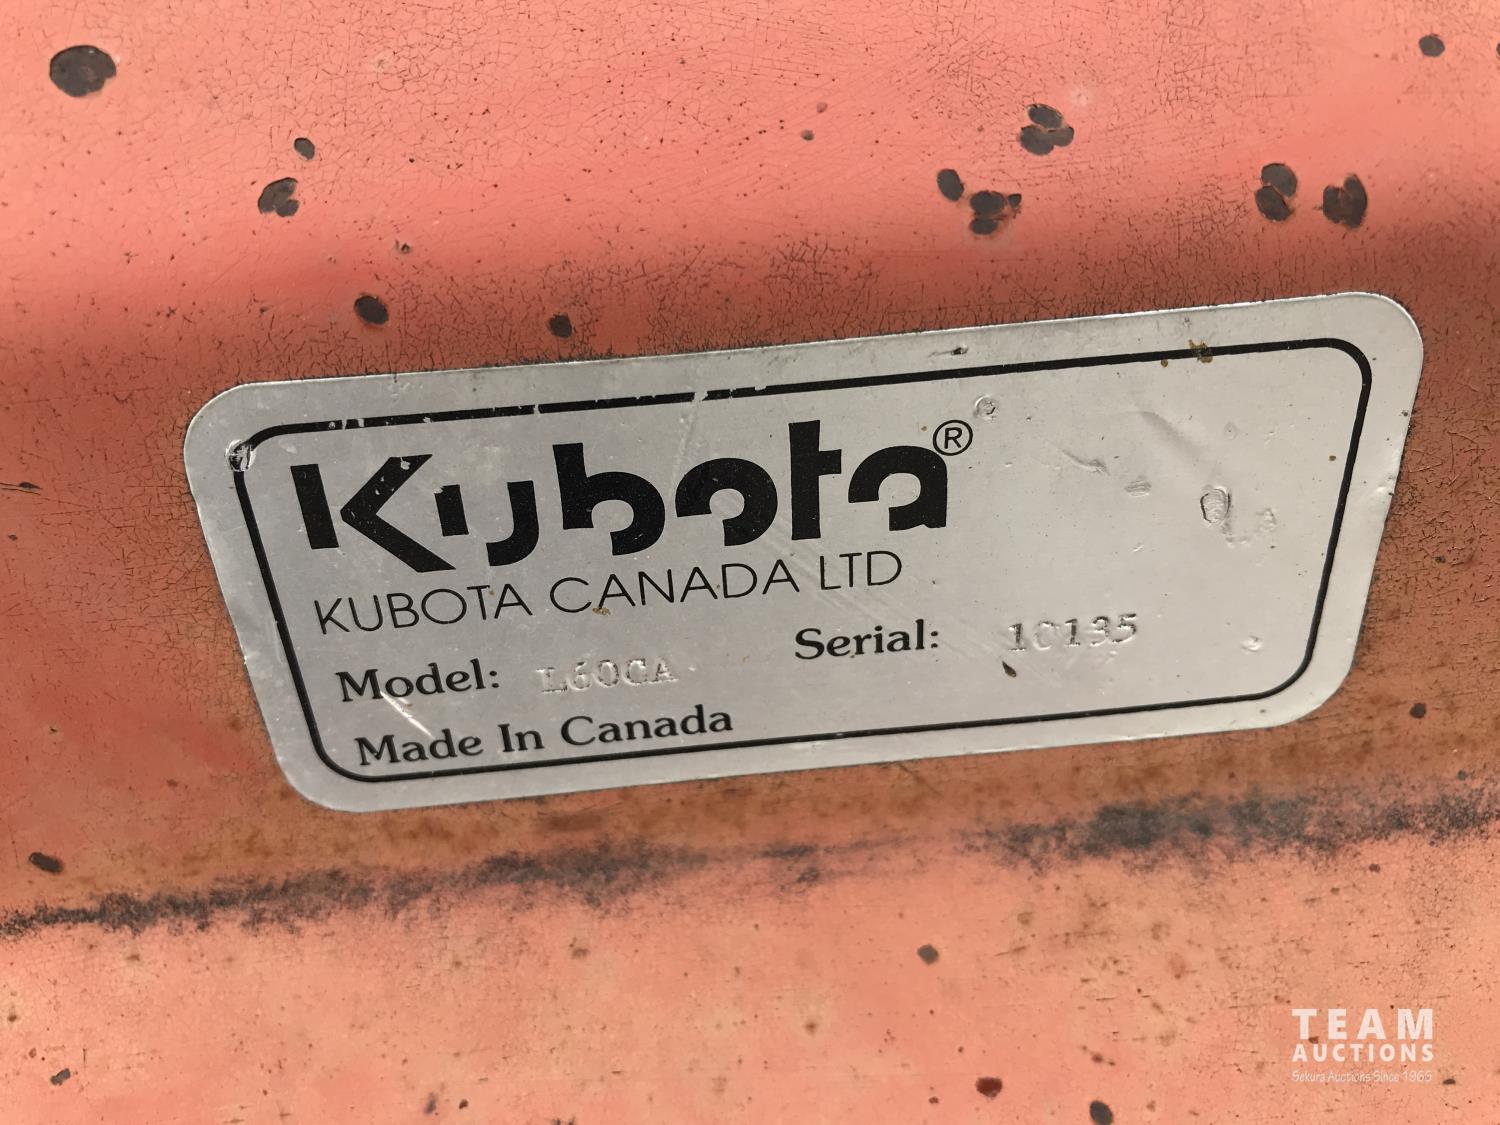 Kubota®
KUBOTA CANADA LTD
Model: L60CA Serial: 10135
Made In Canada
TEAM
AUCTIONS
Sekura Auctions Since 1965